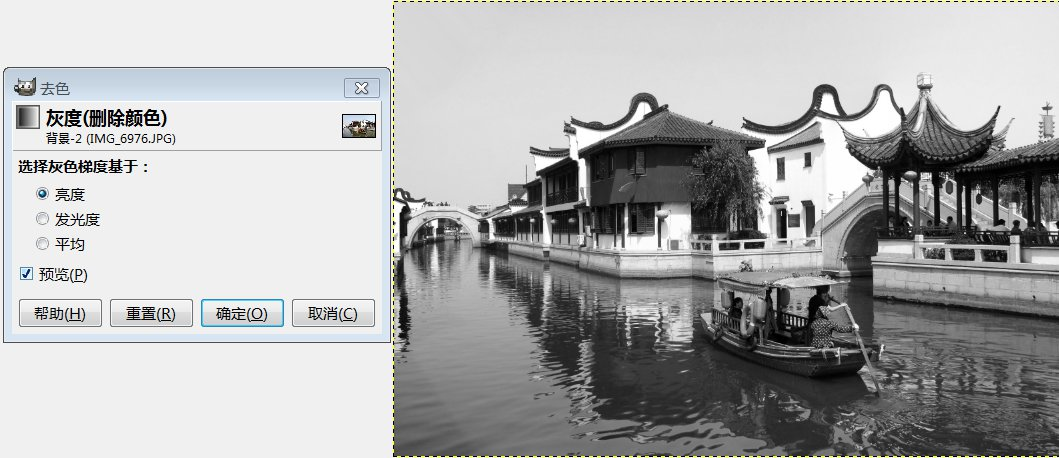 去色
灰度(删除颜色)
背景-2 (IMG_6976.JPG)
选择灰色梯度基于：
亮度
发光度
平均
预览(P)
帮助(H)
重置(R)
确定(O)
取消(C)